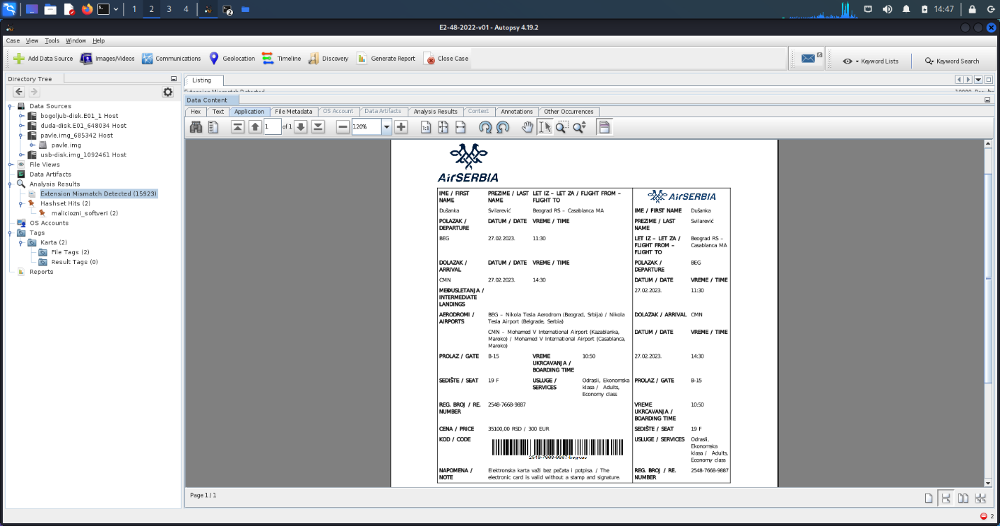 1 2 3 4 2 14:47
E2-48-2022-v01 - Autopsy 4.19.2
Case View Tools Window Help
Add Data Source Images/Videos Communications Geolocation Timeline Discovery Generate Report Close Case Keyword Lists Keyword Search
Directory Tree
Data Sources
bogoljub-disk.E01_1 Host
duda-disk.E01_648034 Host
pavle.img_685342 Host
pavle.img
usb-disk.img_1092461 Host
File Views
Data Artifacts
Analysis Results
Extension Mismatch Detected (15923)
Hashset Hits (2)
maliciozni_softveri (2)
OS Accounts
Tags
Karta (2)
File Tags (2)
Result Tags (0)
Reports
Listing
Extension Mismatch Detected
Data Content
Hex Text Application File Metadata OS Account Data Artifacts Analysis Results Context Annotations Other Occurrences
1 of 1 120%
AirSERBIA
IME / FIRST NAME
PREZIME / LAST NAME
LET IZ – LET ZA / FLIGHT FROM – FLIGHT TO
Dušanka Svilarević Beograd RS – Casablanca MA
POLAZAK / DEPARTURE
DATUM / DATE VREME / TIME
BEG 27.02.2023. 11:30
DOLAZAK / ARRIVAL
DATUM / DATE VREME / TIME
CMN 27.02.2023. 14:30
MEĐUSLETANJA /
INTERMEDIATE
LANDINGS
AERODROMI /
AIRPORTS
BEG – Nikola Tesla Aerodrom (Beograd, Srbija) / Nikola
Tesla Airport (Belgrade, Serbia)
CMN – Mohamed V International Airport (Kazablanka,
Maroko) / Mohamed V International Airport (Casablanca,
Maroko)
PROLAZ / GATE B-15
VREME
UKRCAVANJA /
BOARDING TIME
10:50
SEDIŠTE / SEAT 19 F
USLUGE /
SERVICES
Odrasli, Ekonomska
klasa / Adults,
Economy class
REG. BROJ / RE.
NUMBER
2548-7668-9887
CENA / PRICE 35100,00 RSD / 300 EUR
KOD / CODE
NAPOMENA /
NOTE
Elektronska karta važi bez pečata i potpisa. / The
electronic card is valid without a stamp and signature.
AirSERBIA
IME / FIRST NAME Dušanka
PREZIME / LAST
NAME
Svilarević
LET IZ – LET ZA /
FLIGHT FROM –
FLIGHT TO
Beograd RS –
Casablanca MA
POLAZAK /
DEPARTURE
BEG
DATUM / DATE VREME / TIME
27.02.2023. 11:30
DOLAZAK / ARRIVAL CMN
DATUM / DATE VREME / TIME
27.02.2023. 14:30
PROLAZ / GATE B-15
VREME
UKRCAVANJA /
BOARDING TIME
10:50
SEDIŠTE / SEAT 19 F
USLUGE / SERVICES
Odrasli,
Ekonomska
klasa / Adults,
Economy class
REG. BROJ / RE.
NUMBER
2548-7668-9887
Page 1 / 1
2